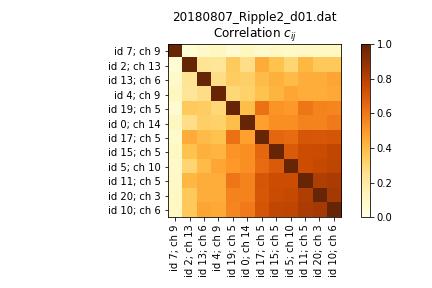 20180807_Ripple2_d01.dat
Correlation c_ij
id 7; ch 9
id 2; ch 13
id 13; ch 6
id 4; ch 9
id 19; ch 5
id 0; ch 14
id 17; ch 5
id 15; ch 5
id 5; ch 10
id 11; ch 5
id 20; ch 3
id 10; ch 6
1.0
0.8
0.6
0.4
0.2
0.0
id 7; ch 9
id 2; ch 13
id 13; ch 6
id 4; ch 9
id 19; ch 5
id 0; ch 14
id 17; ch 5
id 15; ch 5
id 5; ch 10
id 11; ch 5
id 20; ch 3
id 10; ch 6